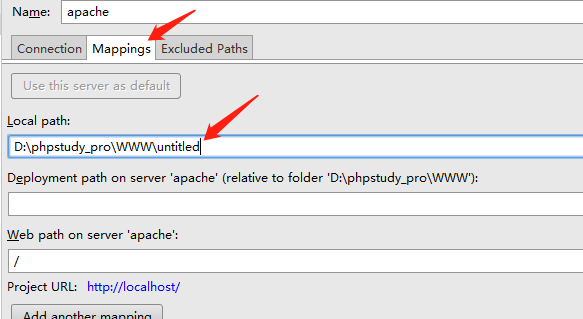 Name: apache
Connection Mappings Excluded Paths
Use this server as default
Local path:
D:\phpstudy_pro\WWW\untitled
Deployment path on server 'apache' (relative to folder 'D:\phpstudy_pro\WWW'):
Web path on server 'apache':
/
Project URL: http://localhost/
Add another mapping